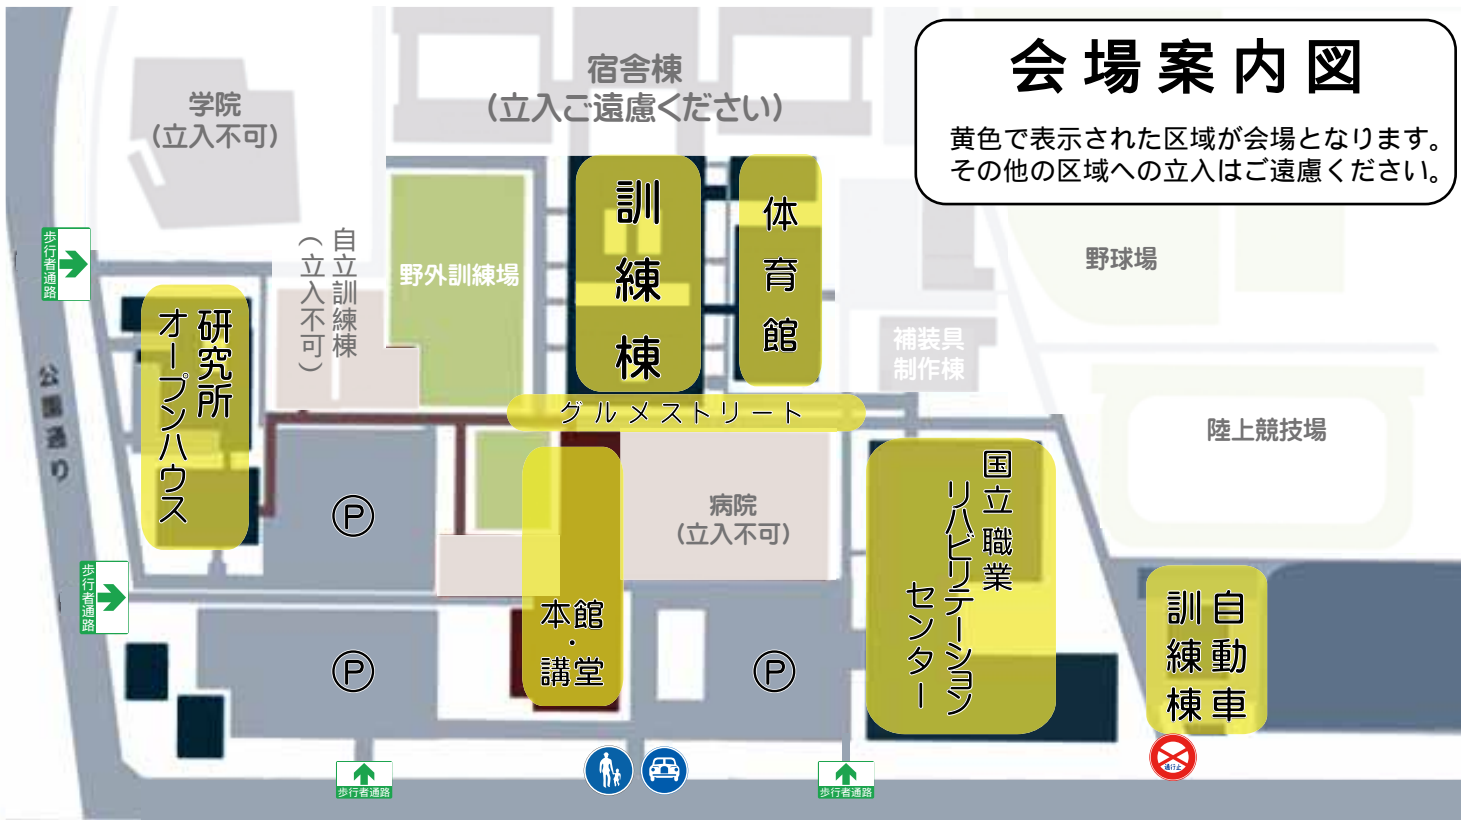 会場案内図
黄色で表示された区域が会場となります。
その他の区域への立入はご遠慮ください。
学院
(立入不可)
宿舎棟
(立入ご遠慮ください)
歩行者通路
自立訓練棟
(立入不可)
野外訓練場
訓練棟
体育館
野球場
補装具
制作棟
研究所
オープンハウス
公園通り
グルメストリート
陸上競技場
P
病院
(立入不可)
国立職業
リハビリテーション
センター
歩行者通路
本館
・
講堂
P
P
自動車
訓練棟
通行止
歩行者通路
歩行者通路